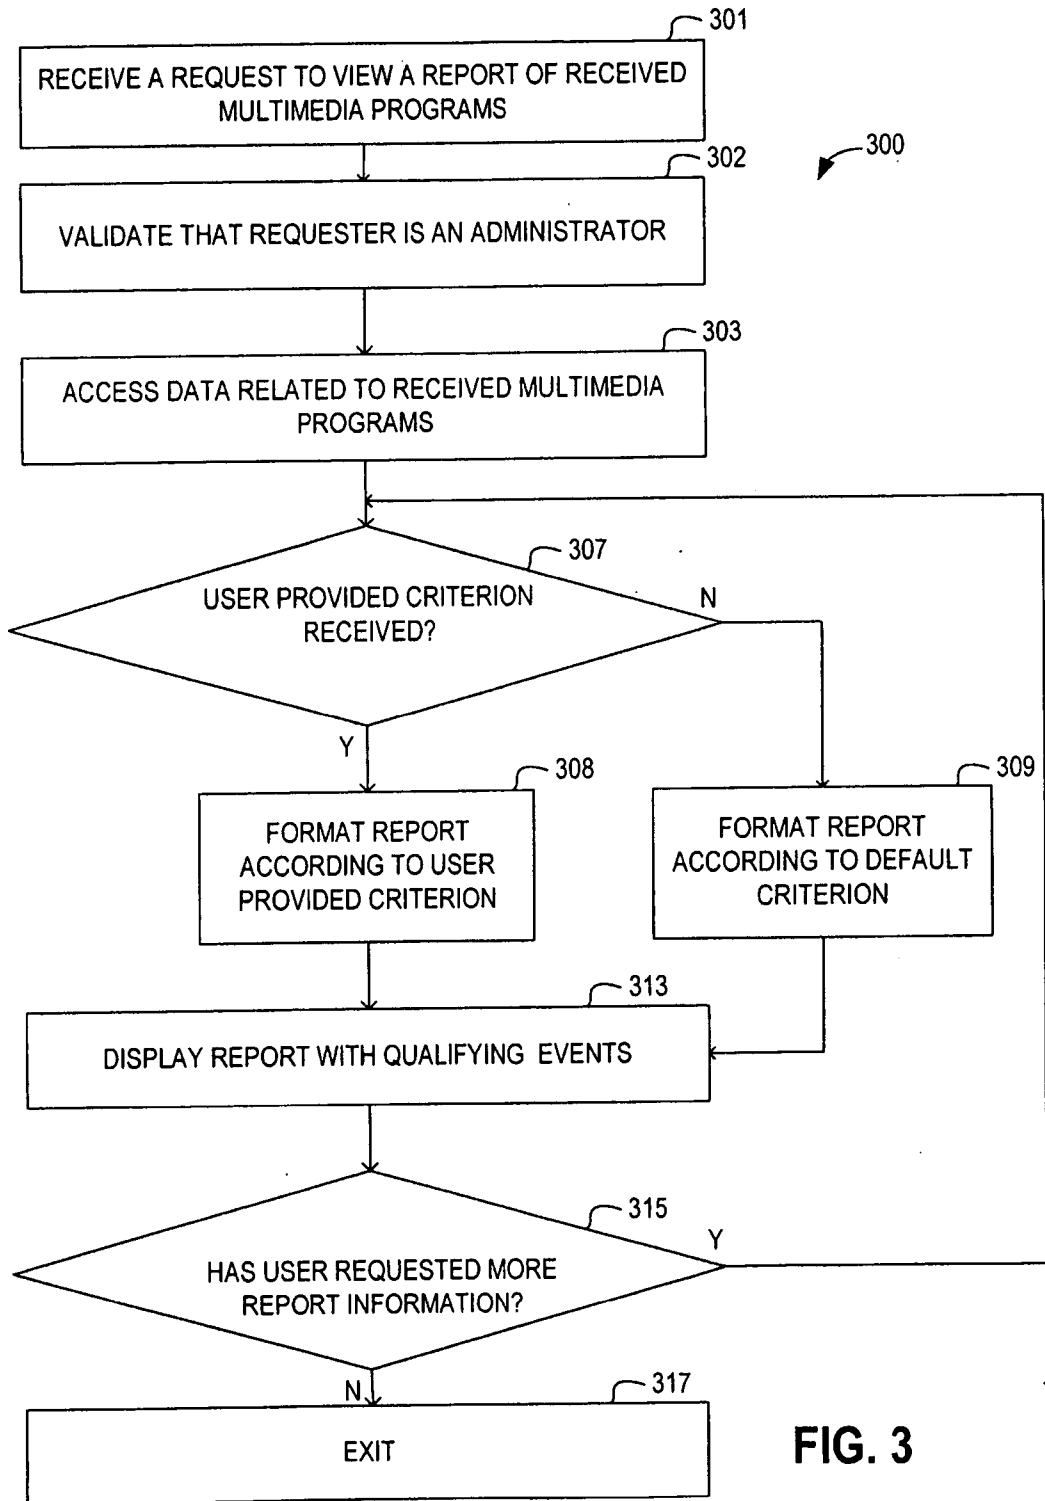 301
RECEIVE A REQUEST TO VIEW A REPORT OF RECEIVED
MULTIMEDIA PROGRAMS
300
302
VALIDATE THAT REQUESTER IS AN ADMINISTRATOR
303
ACCESS DATA RELATED TO RECEIVED MULTIMEDIA
PROGRAMS
307
USER PROVIDED CRITERION
RECEIVED?
N
Y
308
FORMAT REPORT
ACCORDING TO USER
PROVIDED CRITERION
309
FORMAT REPORT
ACCORDING TO DEFAULT
CRITERION
313
DISPLAY REPORT WITH QUALIFYING EVENTS
315
Y
HAS USER REQUESTED MORE
REPORT INFORMATION?
N
317
EXIT
FIG. 3